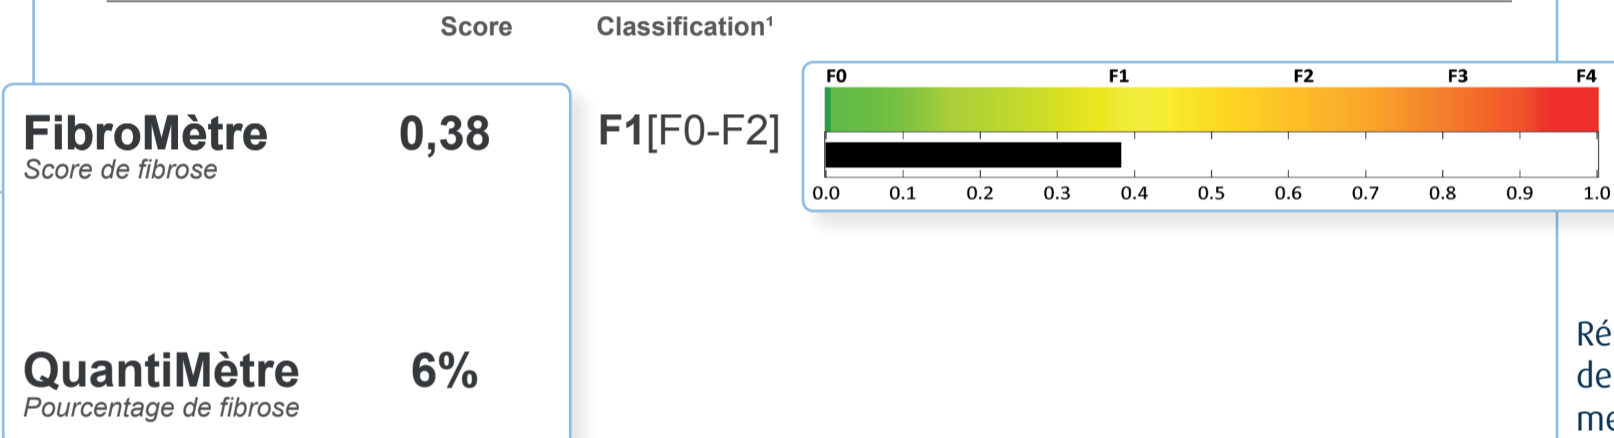 Score Classification¹
F0 F1 F2 F3 F4
FibroMètre 0,38 F1[F0-F2]
Score de fibrose
0.0 0.1 0.2 0.3 0.4 0.5 0.6 0.7 0.8 0.9 1.0
QuantiMètre 6%
Pourcentage de fibrose
Ré
de
me